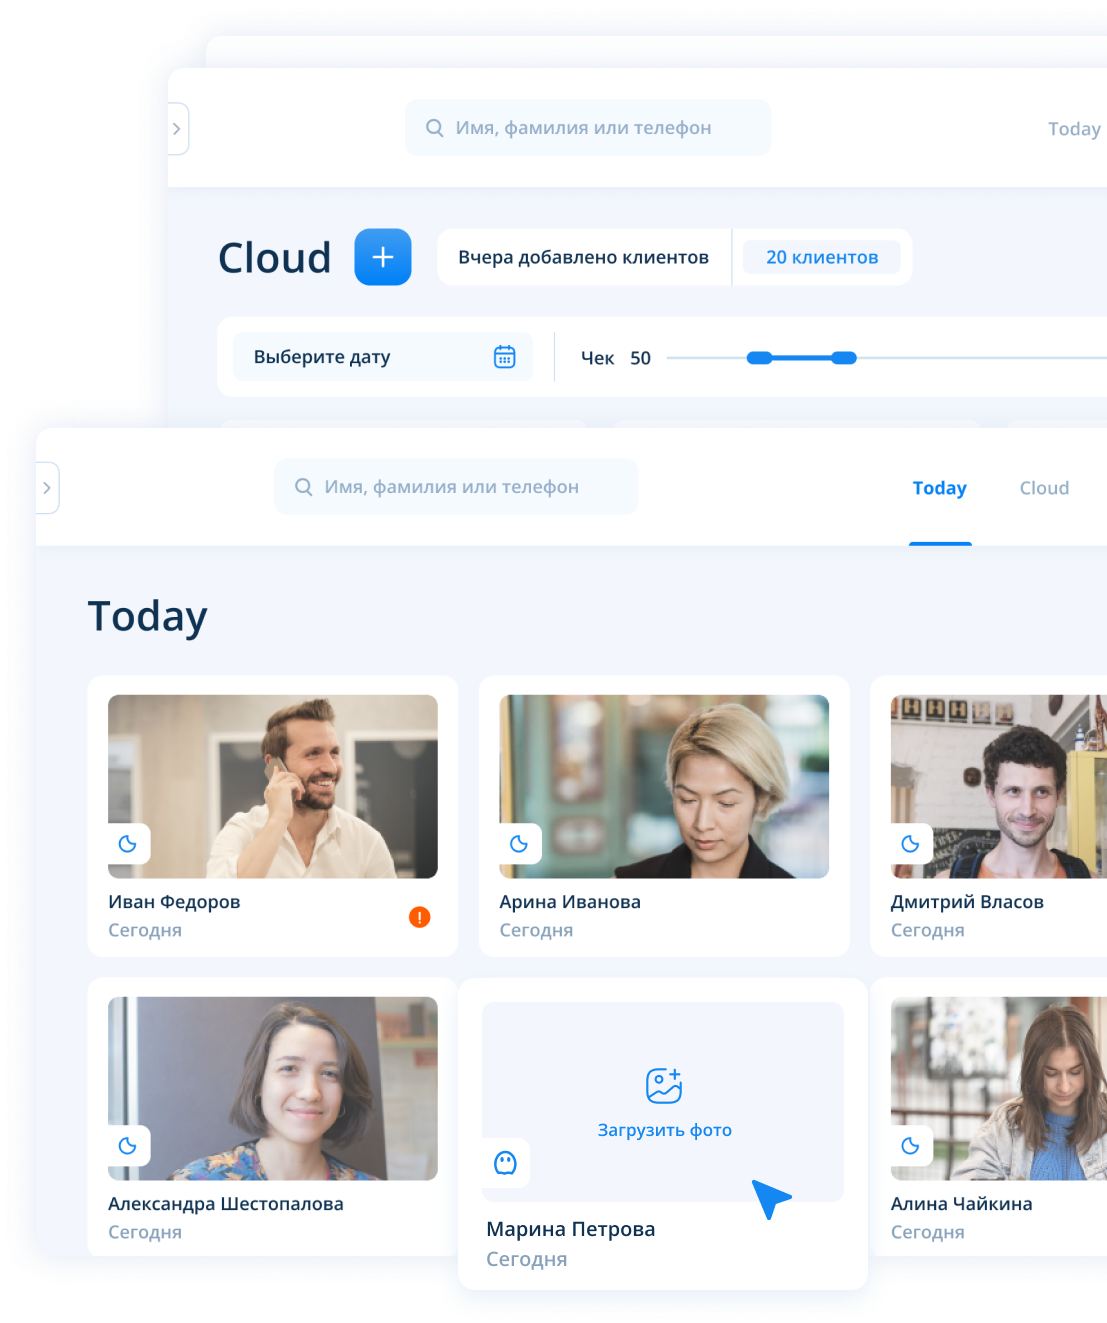 Имя, фамилия или телефон
Today
Cloud
Вчера добавлено клиентов
20 клиентов
Выберите дату
Чек 50
Имя, фамилия или телефон
Today
Cloud
Today
Иван Федоров
Сегодня
Арина Иванова
Сегодня
Дмитрий Власов
Сегодня
Александра Шестопалова
Сегодня
Загрузить фото
Марина Петрова
Сегодня
Алина Чайкина
Сегодня